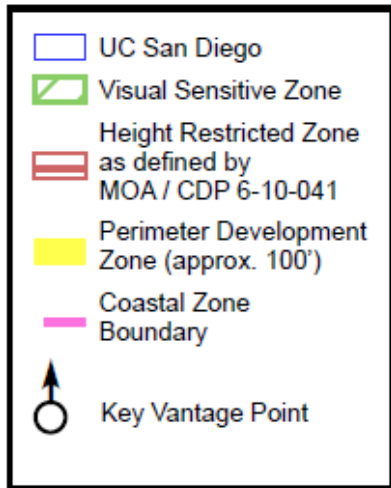 UC San Diego
Visual Sensitive Zone
Height Restricted Zone
as defined by
MOA / CDP 6-10-041
Perimeter Development
Zone (approx. 100')
Coastal Zone
Boundary
Key Vantage Point